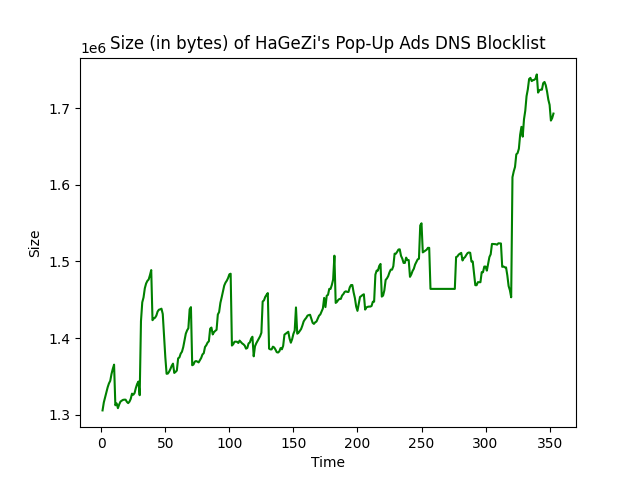 1e6
Size (in bytes) of HaGeZi's Pop-Up Ads DNS Blocklist
1.7
1.6
1.5
1.4
1.3
Size
0 50 100 150 200 250 300 350
Time